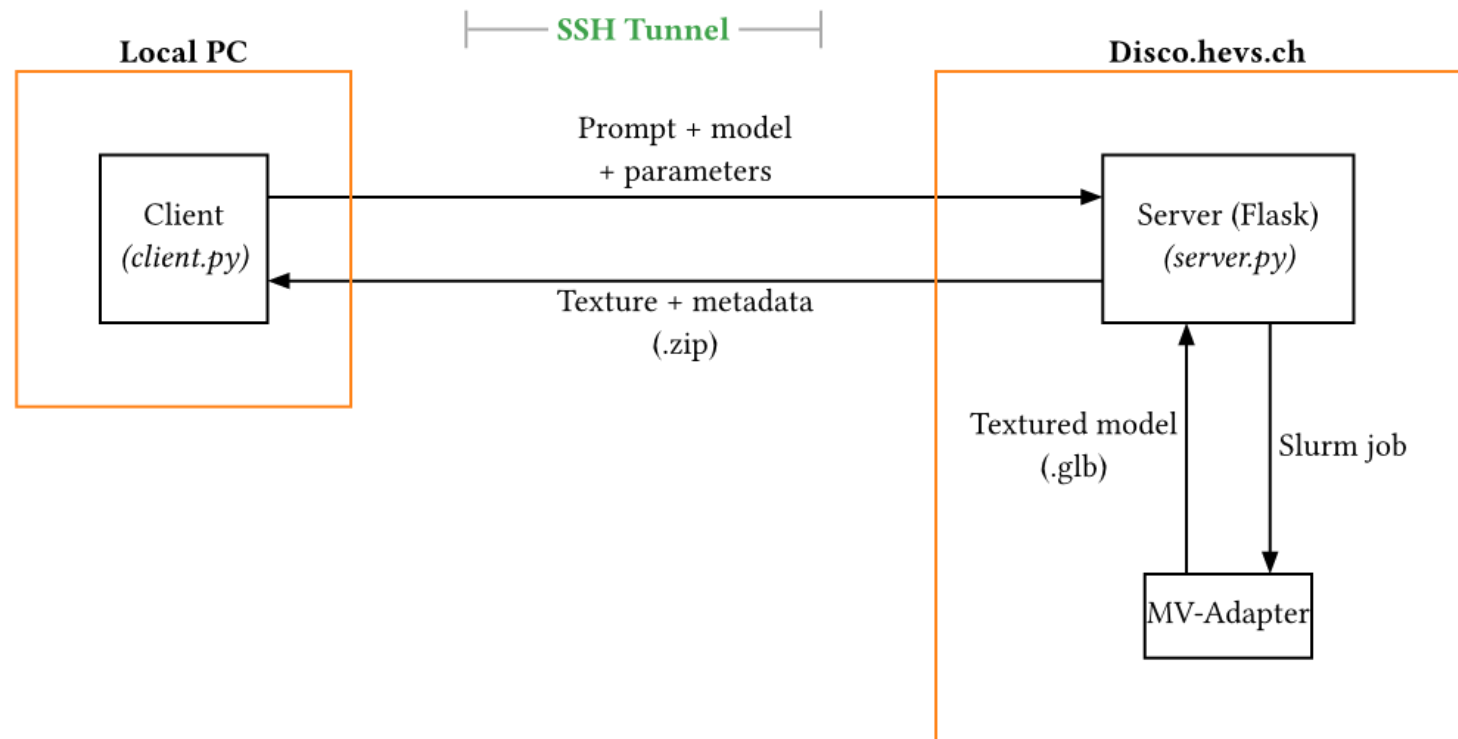 SSH Tunnel
Local PC
Disco.hevs.ch
Prompt + model
+ parameters
Client
(client.py)
Server (Flask)
(server.py)
Texture + metadata
(.zip)
Textured model
(.glb)
Slurm job
MV-Adapter